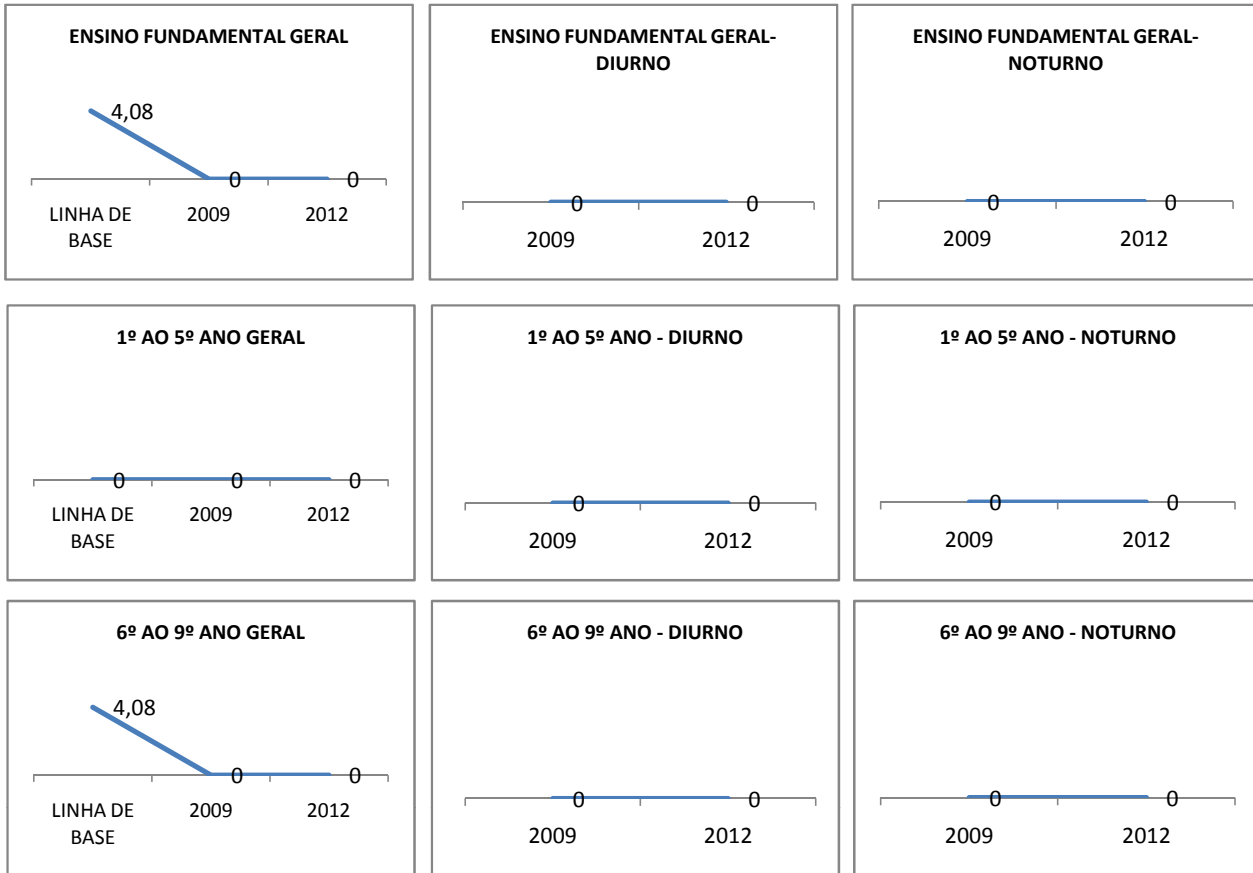 ENSINO FUNDAMENTAL GERAL
4,08
0
0
LINHA DE
BASE
2009
2012
ENSINO FUNDAMENTAL GERAL-
DIURNO
0
0
2009
2012
ENSINO FUNDAMENTAL GERAL-
NOTURNO
0
0
2009
2012
1º AO 5º ANO GERAL
0
0
0
LINHA DE
BASE
2009
2012
1º AO 5º ANO - DIURNO
0
0
2009
2012
1º AO 5º ANO - NOTURNO
0
0
2009
2012
6º AO 9º ANO GERAL
4,08
0
0
LINHA DE
BASE
2009
2012
6º AO 9º ANO - DIURNO
0
0
2009
2012
6º AO 9º ANO - NOTURNO
0
0
2009
2012